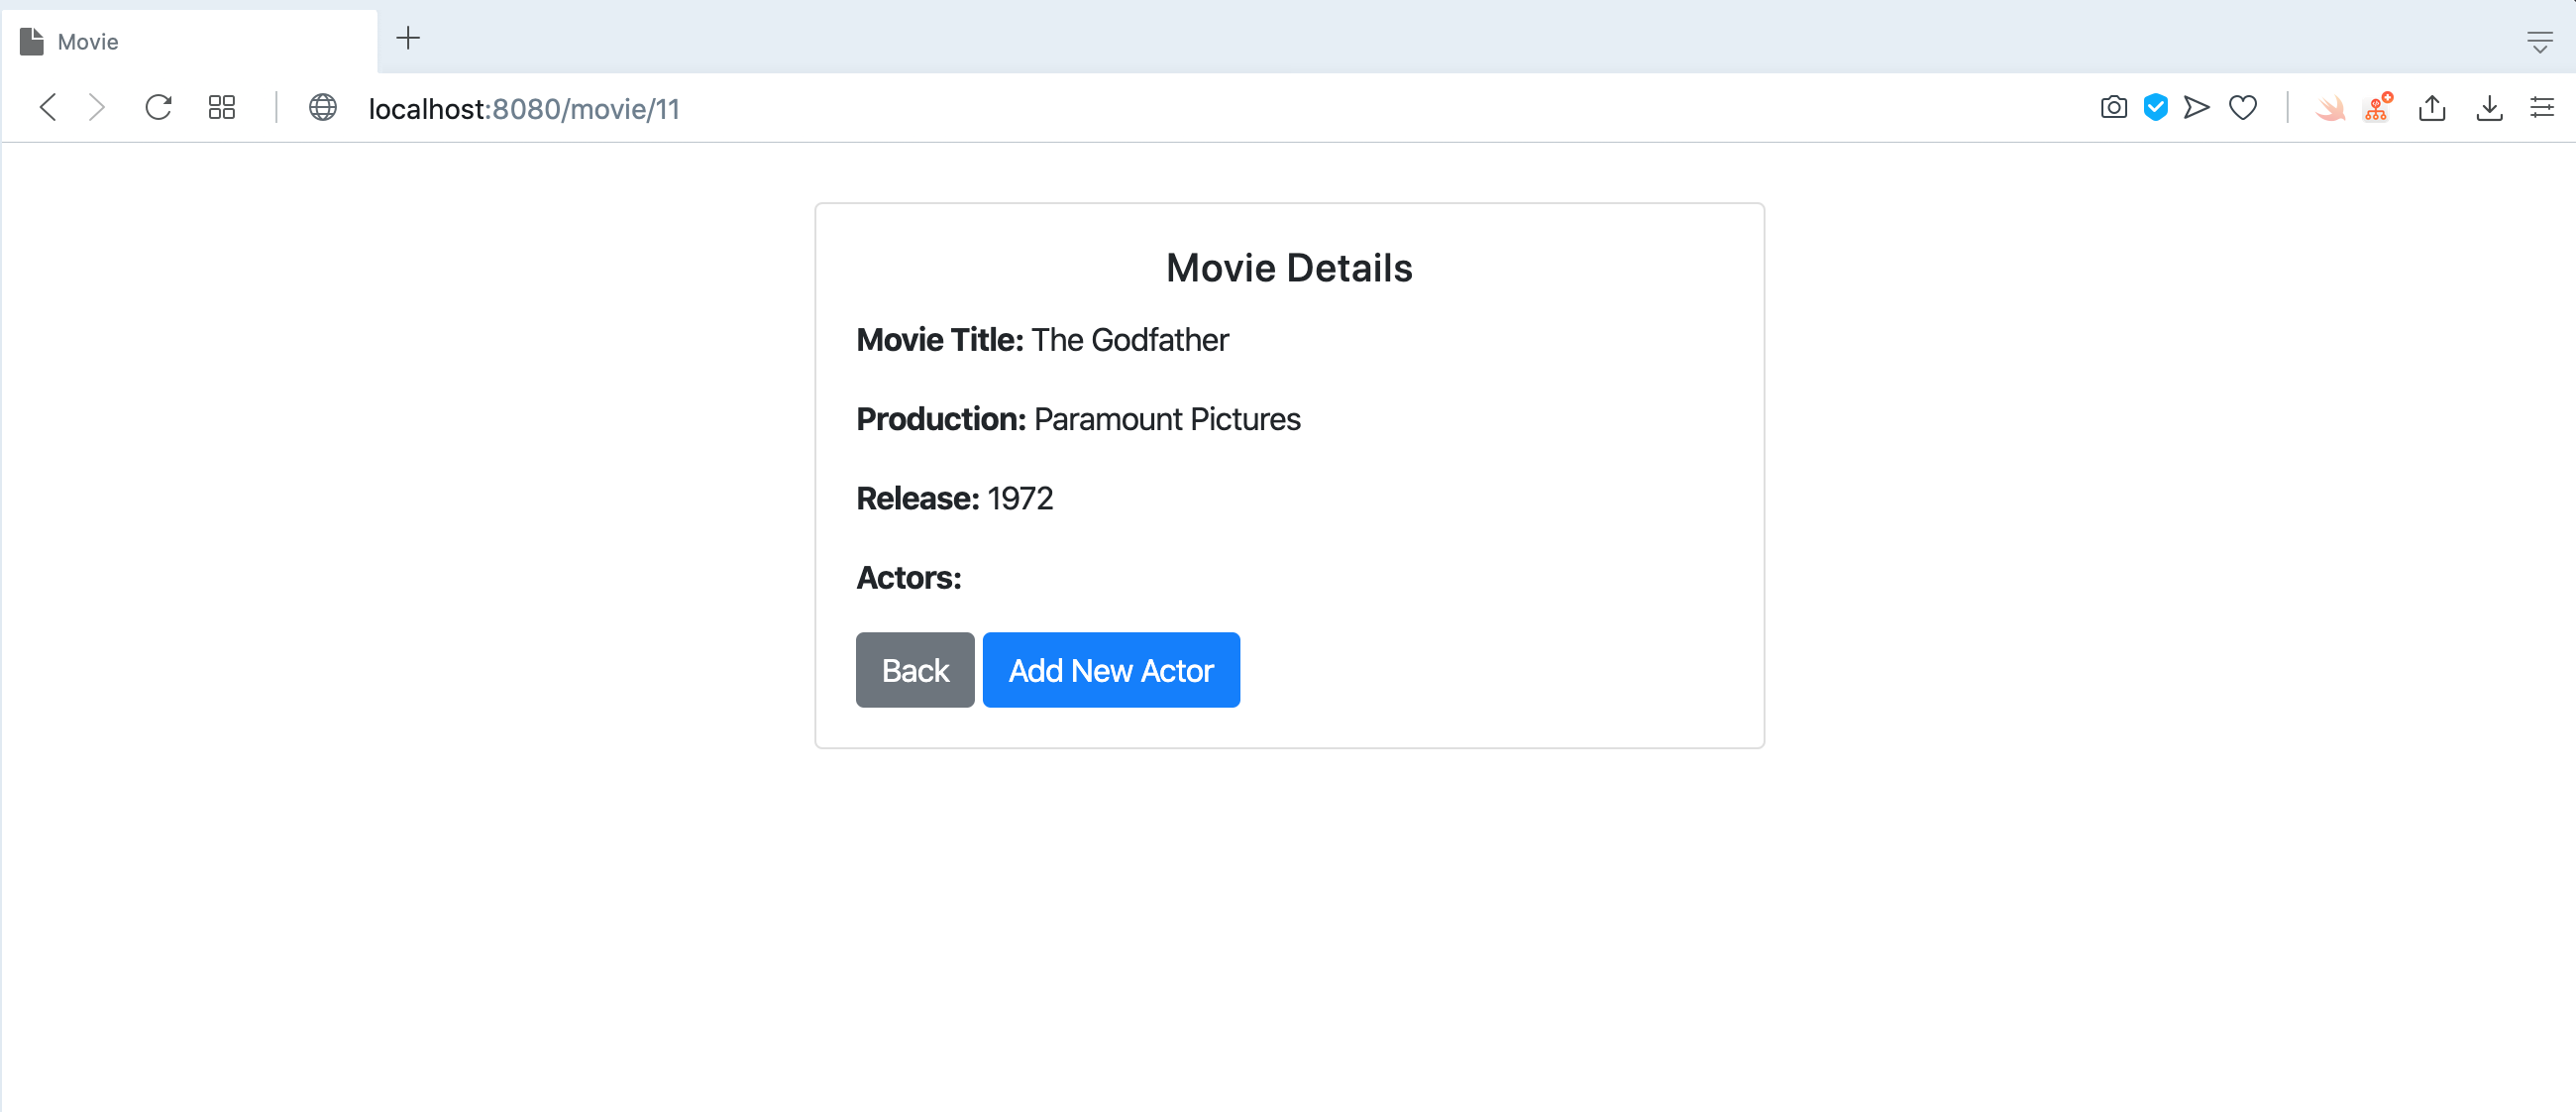 Movie
localhost:8080/movie/11
Movie Details
Movie Title: The Godfather
Production: Paramount Pictures
Release: 1972
Actors:
Back Add New Actor